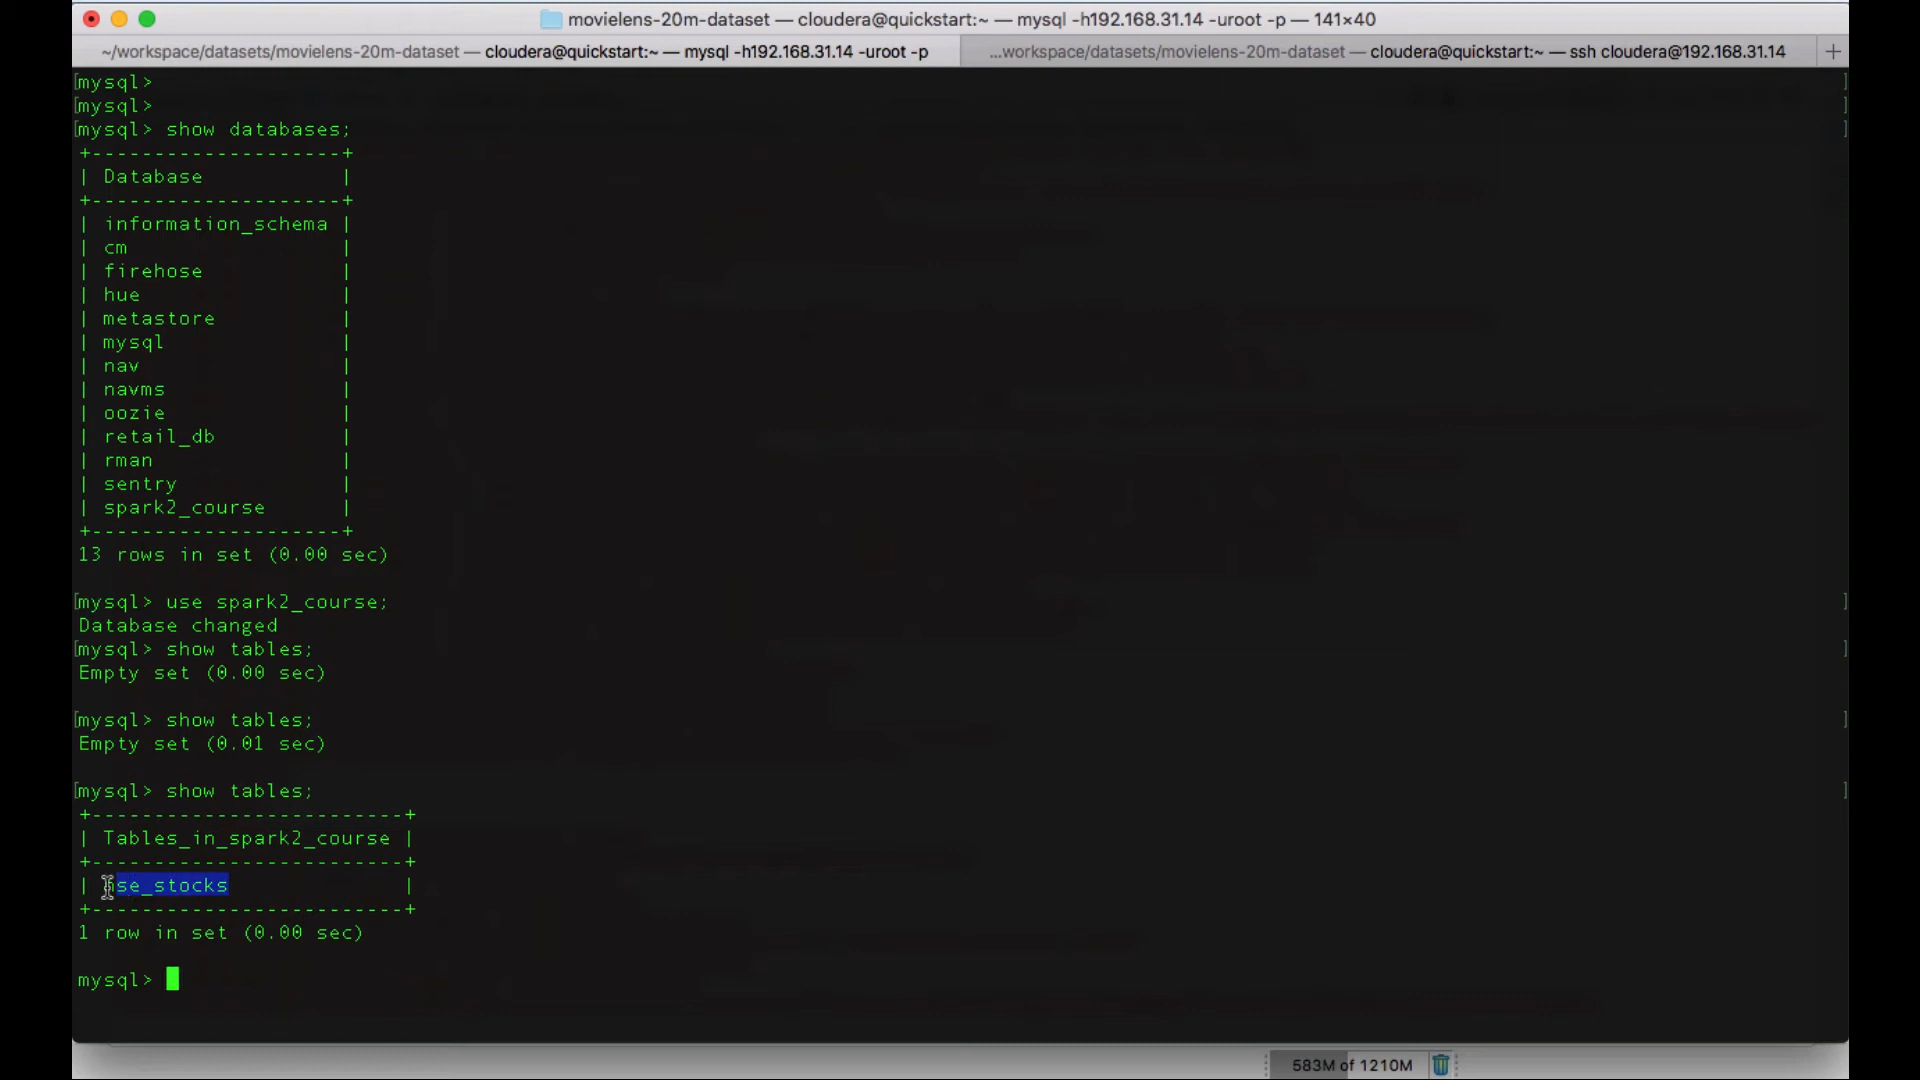 movielens-20m-dataset — cloudera@quickstart:~ — mysql -h192.168.31.14 -uroot -p — 141×40
~/workspace/datasets/movielens-20m-dataset — cloudera@quickstart:~ — mysql -h192.168.31.14 -uroot -p
...workspace/datasets/movielens-20m-dataset — cloudera@quickstart:~ — ssh cloudera@192.168.31.14 +
[mysql> ]
[mysql> ]
[mysql> show databases; ]
+--------------------+
| Database           |
+--------------------+
| information_schema |
| cm                 |
| firehose           |
| hue                |
| metastore          |
| mysql              |
| nav                |
| navms              |
| oozie              |
| retail_db          |
| rman               |
| sentry             |
| spark2_course      |
+--------------------+
13 rows in set (0.00 sec)
[mysql> use spark2_course; ]
Database changed
[mysql> show tables; ]
Empty set (0.00 sec)
[mysql> show tables; ]
Empty set (0.01 sec)
[mysql> show tables; ]
+-------------------------+
| Tables_in_spark2_course |
+-------------------------+
| nse_stocks              |
+-------------------------+
1 row in set (0.00 sec)
mysql>
583M of 1210M